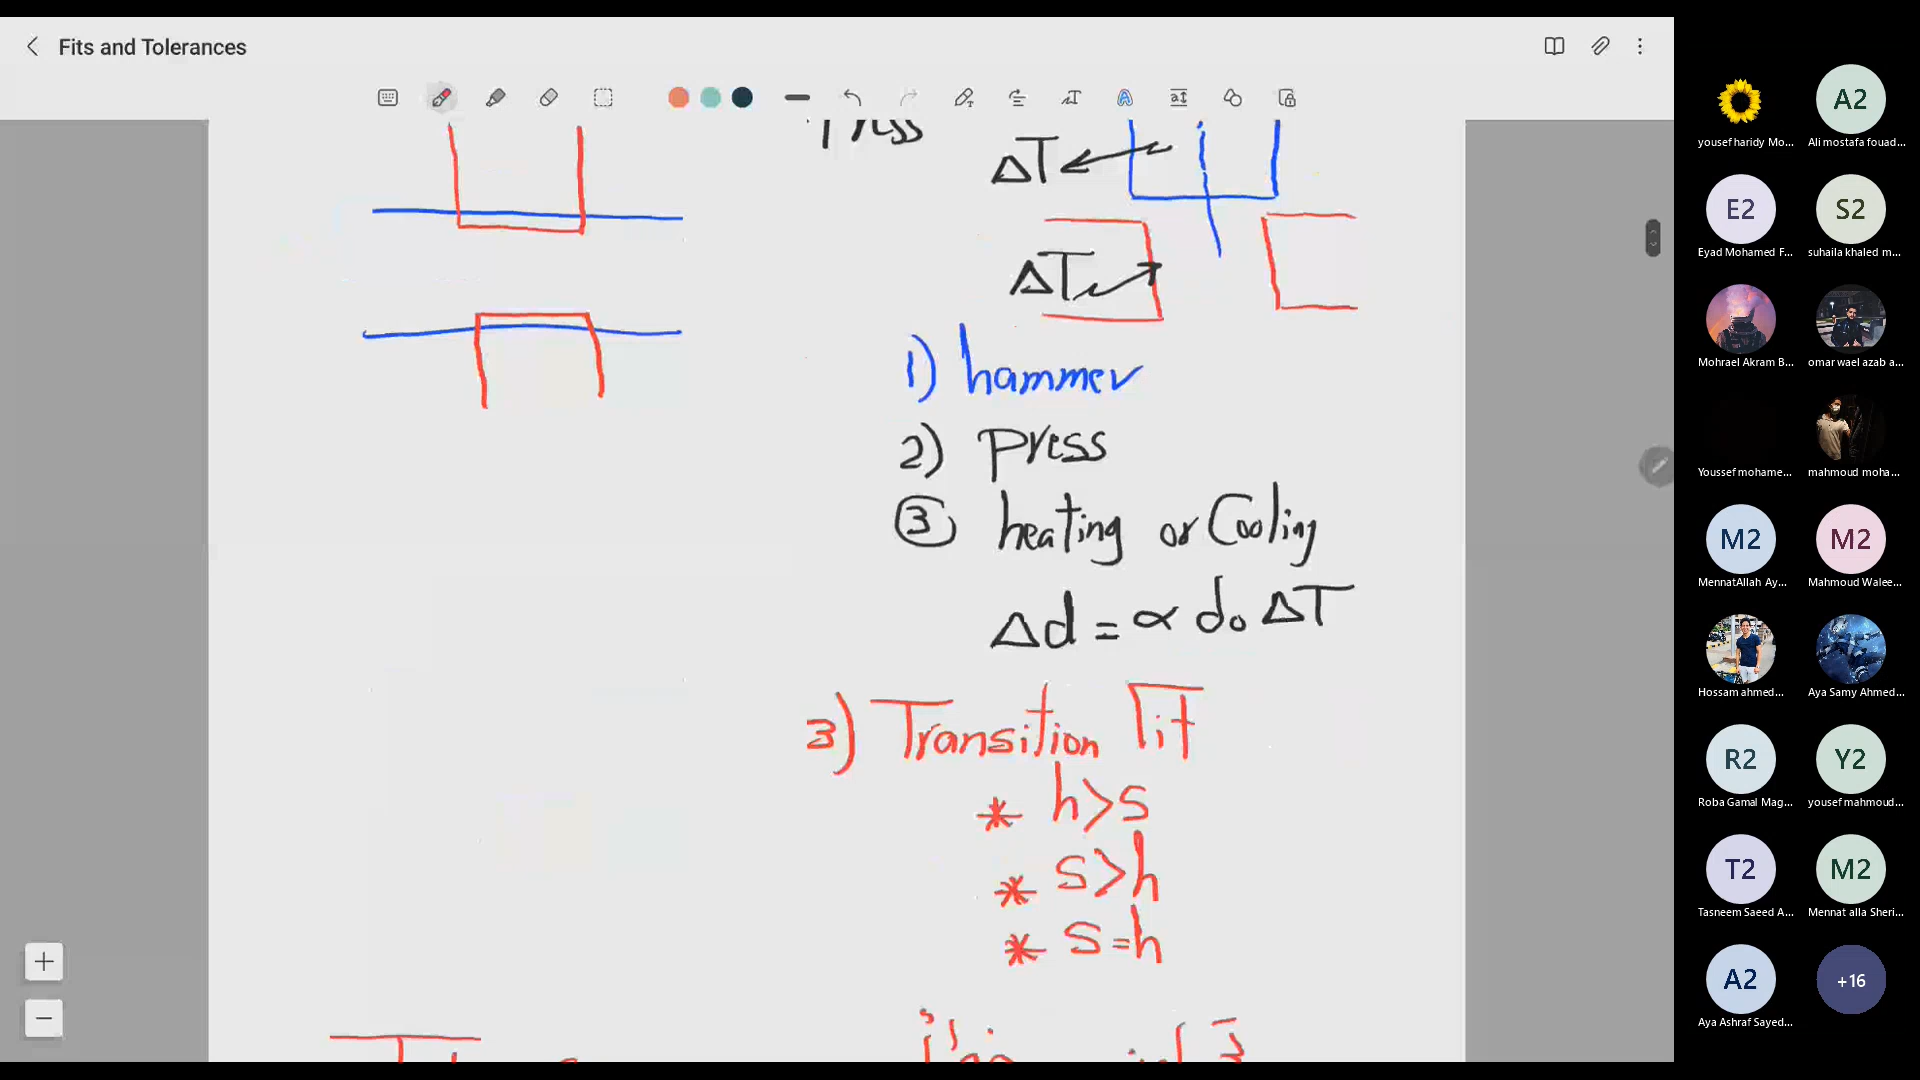 Fits and Tolerances
Press
ΔT
ΔT
1) hammer
2) Press
③ heating or Cooling
Δd = α d₀ ΔT
3) Transition Fit
* h>s
* s>h
* s=h
yousef haridy Mo...
Ali mostafa fouad...
E2
Eyad Mohamed F...
S2
suhaila khaled m...
A2
Mohrael Akram B...
omar wael azab a...
Youssef mohame...
mahmoud moha...
M2
MennatAllah Ay...
M2
Mahmoud Walee...
Hossam ahmed...
Aya Samy Ahmed...
R2
Roba Gamal Mag...
Y2
yousef mahmoud...
T2
Tasneem Saeed A...
M2
Mennat alla Sheri...
A2
Aya Ashraf Sayed...
+16